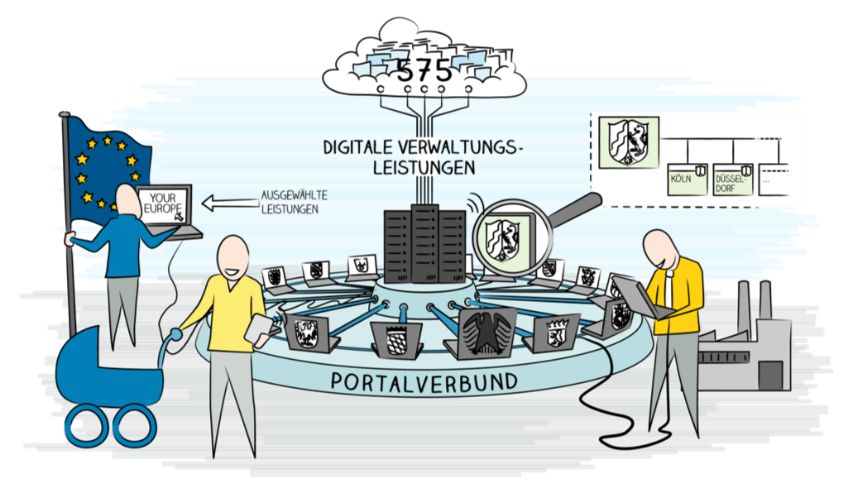 575
DIGITALE VERWALTUNGS-
LEISTUNGEN
YOUR
EUROPE
AUSGEWÄHLTE
LEISTUNGEN
KÖLN
DÜSSEL-
DORF
...
PORTALVERBUND